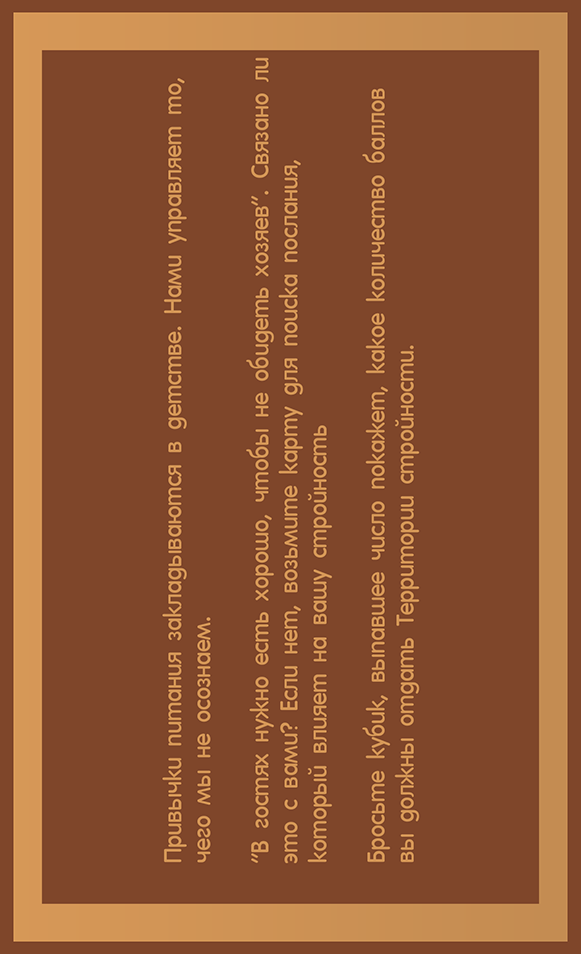 Привычки питания закладываются в детстве. Нами управляет то,
чего мы не осознаем.
“В гостях нужно есть хорошо, чтобы не обидеть хозяев”. Связано ли
это с вами? Если нет, возьмите карту для поиска послания,
который влияет на вашу стройность
Бросьте кубик, выпавшее число покажет, какое количество баллов
вы должны отдать Территории стройности.